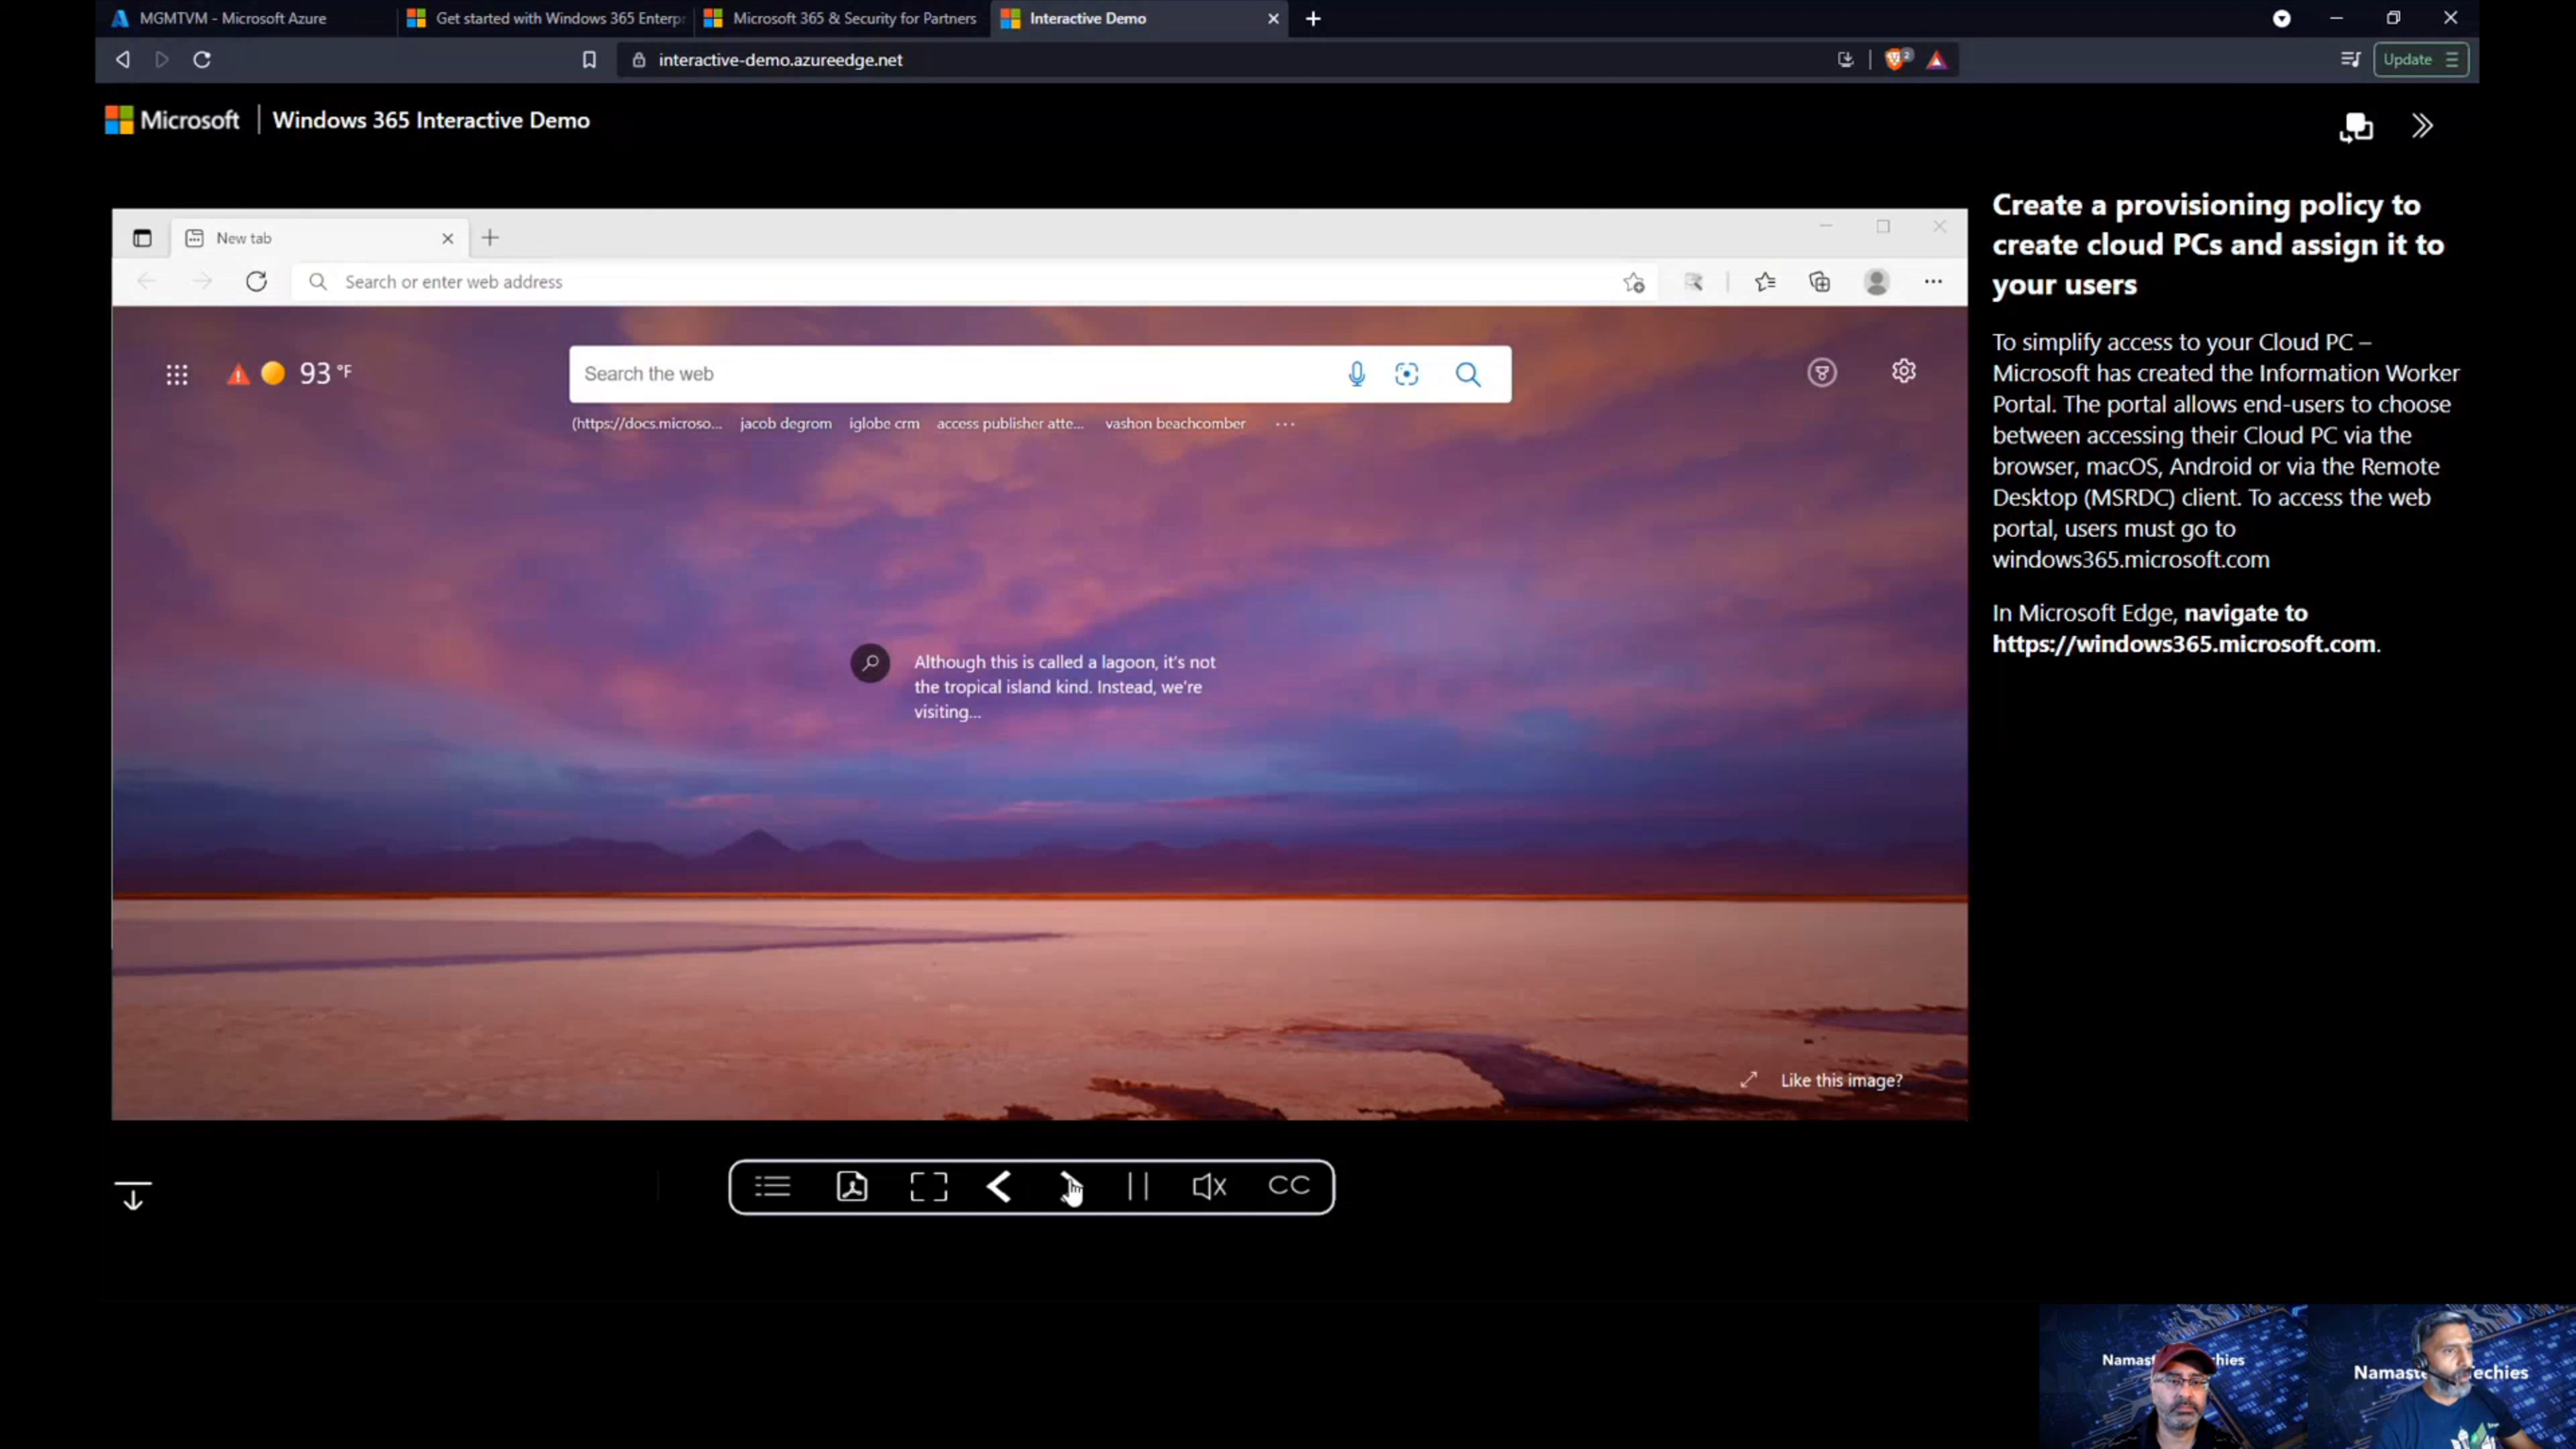 MGMTVM - Microsoft Azure
Get started with Windows 365 Enterpr
Microsoft 365 & Security for Partners
Interactive Demo
interactive-demo.azureedge.net
2
Update
Microsoft
Windows 365 Interactive Demo
New tab
Search or enter web address
93 °F
Search the web
(https://docs.microso...
jacob degrom
iglobe crm
access publisher atte...
vashon beachcomber
Although this is called a lagoon, it's not
the tropical island kind. Instead, we're
visiting...
Like this image?
Create a provisioning policy to
create cloud PCs and assign it to
your users
To simplify access to your Cloud PC –
Microsoft has created the Information Worker
Portal. The portal allows end-users to choose
between accessing their Cloud PC via the
browser, macOS, Android or via the Remote
Desktop (MSRDC) client. To access the web
portal, users must go to
windows365.microsoft.com
In Microsoft Edge, navigate to
https://windows365.microsoft.com.
CC
Namast hies
Namaste echies